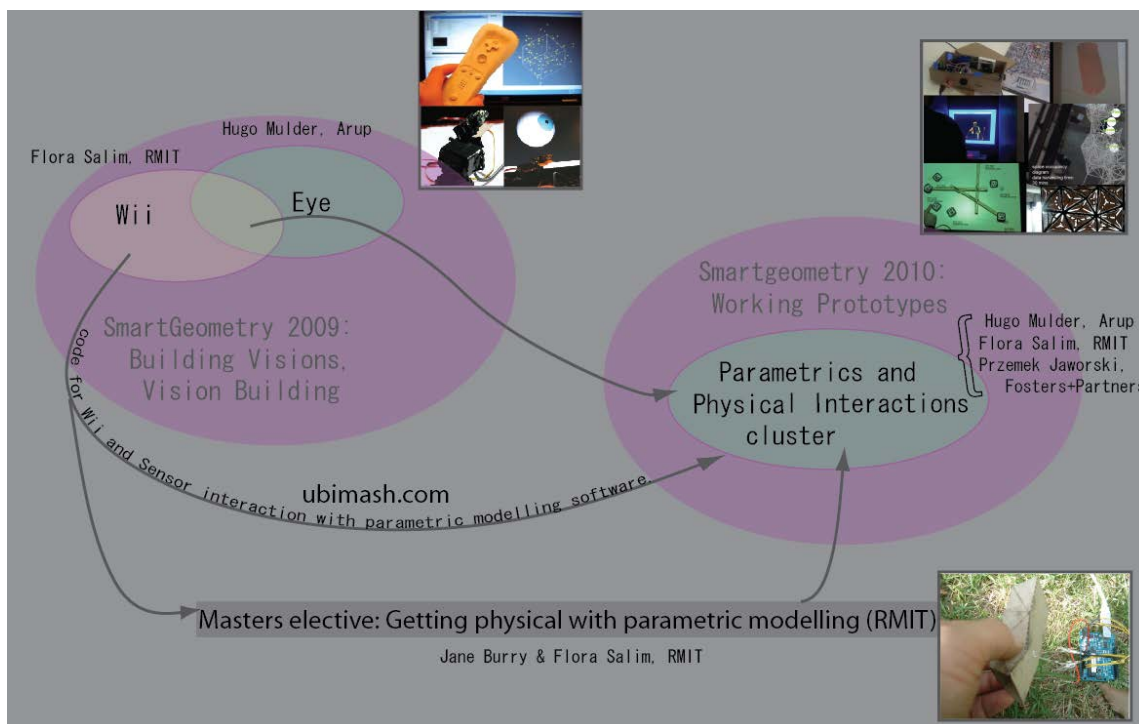 Hugo Mulder, Arup
Flora Salim, RMIT
Wii
Eye
SmartGeometry 2009:
Building Visions,
Vision Building
Smartgeometry 2010:
Working Prototypes
Hugo Mulder, Arup
Flora Salim, RMIT
Przemek Jaworski,
Fosters+Partners
Parametrics and
Physical Interactions
cluster
code for Wii and Sensor interaction with parametric modelling software.
ubimash.com
Masters elective: Getting physical with parametric modelling (RMIT)
Jane Burry & Flora Salim, RMIT